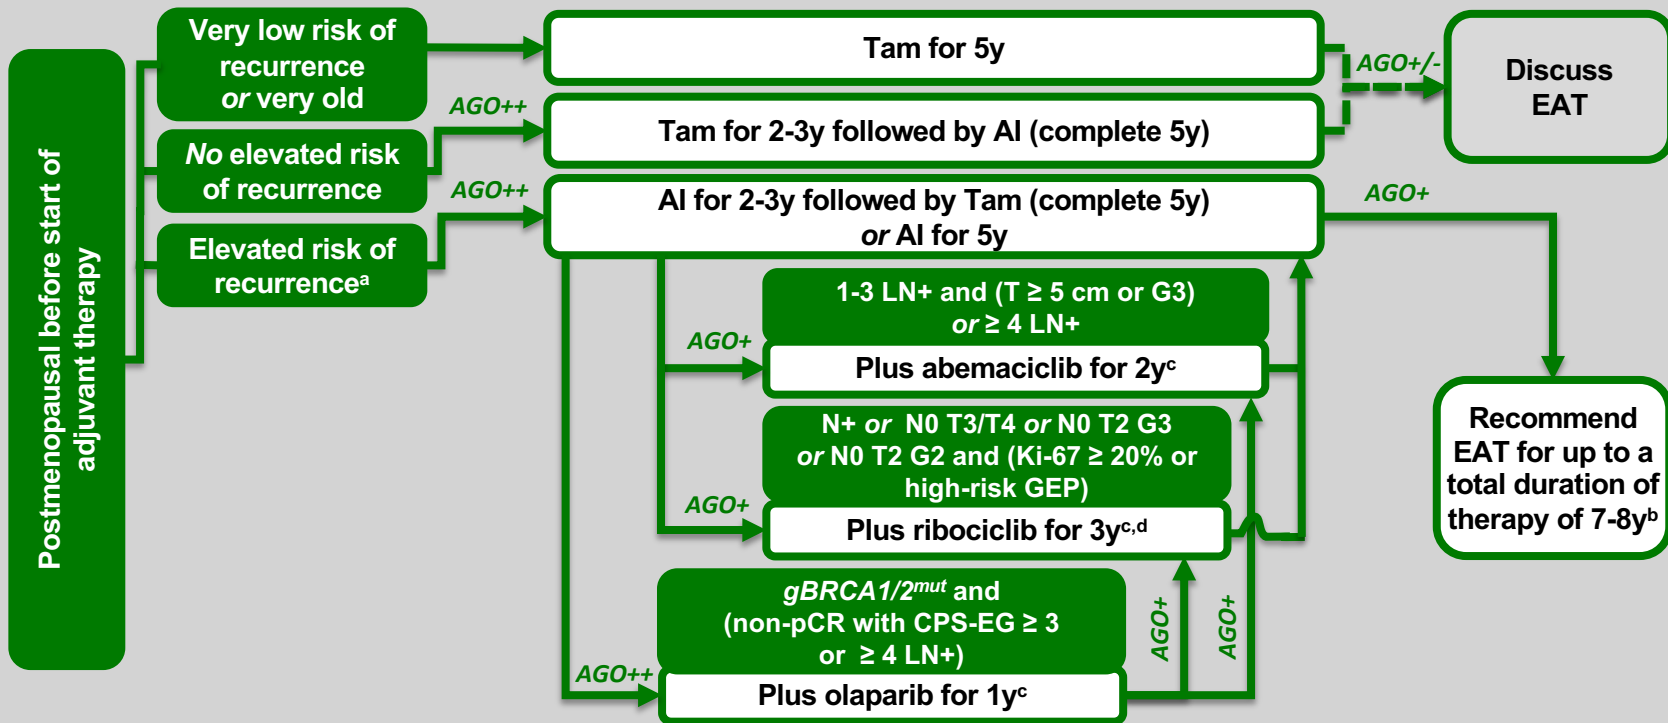 Postmenopausal before start of
adjuvant therapy
Very low risk of
recurrence
or very old
Tam for 5y
AGO+/-
Discuss
EAT
No elevated risk
of recurrence
AGO++
Tam for 2-3y followed by AI (complete 5y)
Elevated risk of
recurrenceᵃ
AGO++
AI for 2-3y followed by Tam (complete 5y)
or AI for 5y
AGO+
Recommend
EAT for up to a
total duration of
therapy of 7-8yᵇ
1-3 LN+ and (T ≥ 5 cm or G3)
or ≥ 4 LN+
AGO+
Plus abemaciclib for 2yᶜ
N+ or N0 T3/T4 or N0 T2 G3
or N0 T2 G2 and (Ki-67 ≥ 20% or
high-risk GEP)
AGO+
Plus ribociclib for 3yᶜ,ᵈ
gBRCA1/2ᵐᵘᵗ and
(non-pCR with CPS-EG ≥ 3
or ≥ 4 LN+)
AGO++
Plus olaparib for 1yᶜ
AGO+
AGO+